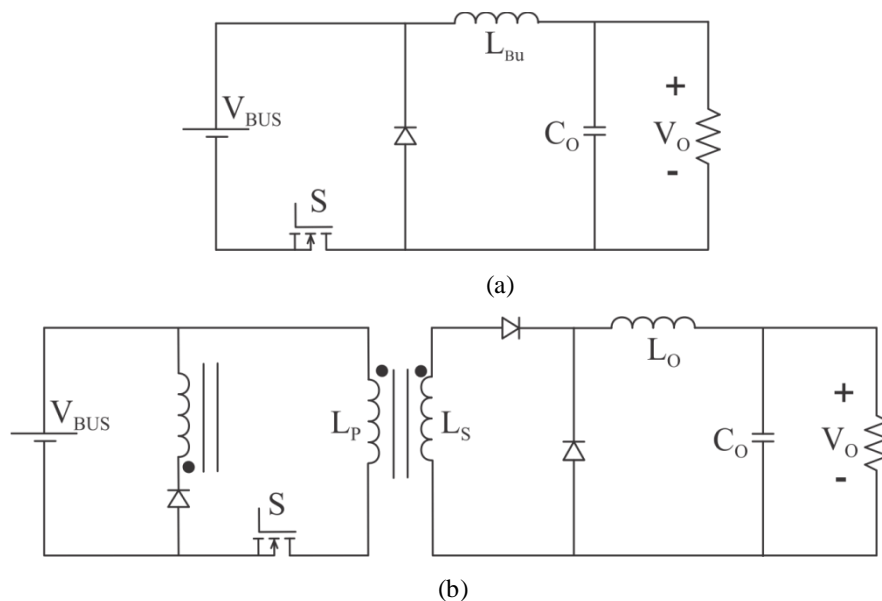 L_Bu
V_BUS
C_O
+
V_O
-
S
(a)
L_O
+
V_BUS
L_P
L_S
C_O
V_O
-
S
(b)